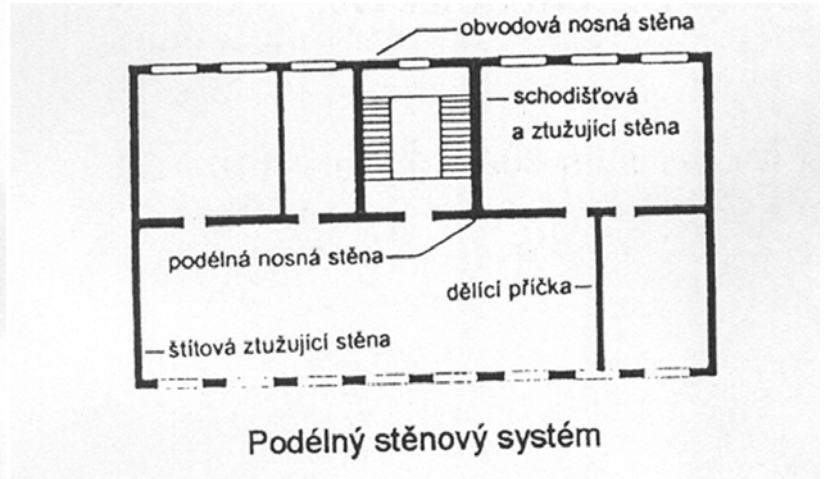 obvodová nosná stěna
schodišťová
a ztužující stěna
podélná nosná stěna
dělící příčka
štítová ztužující stěna
Podélný stěnový systém